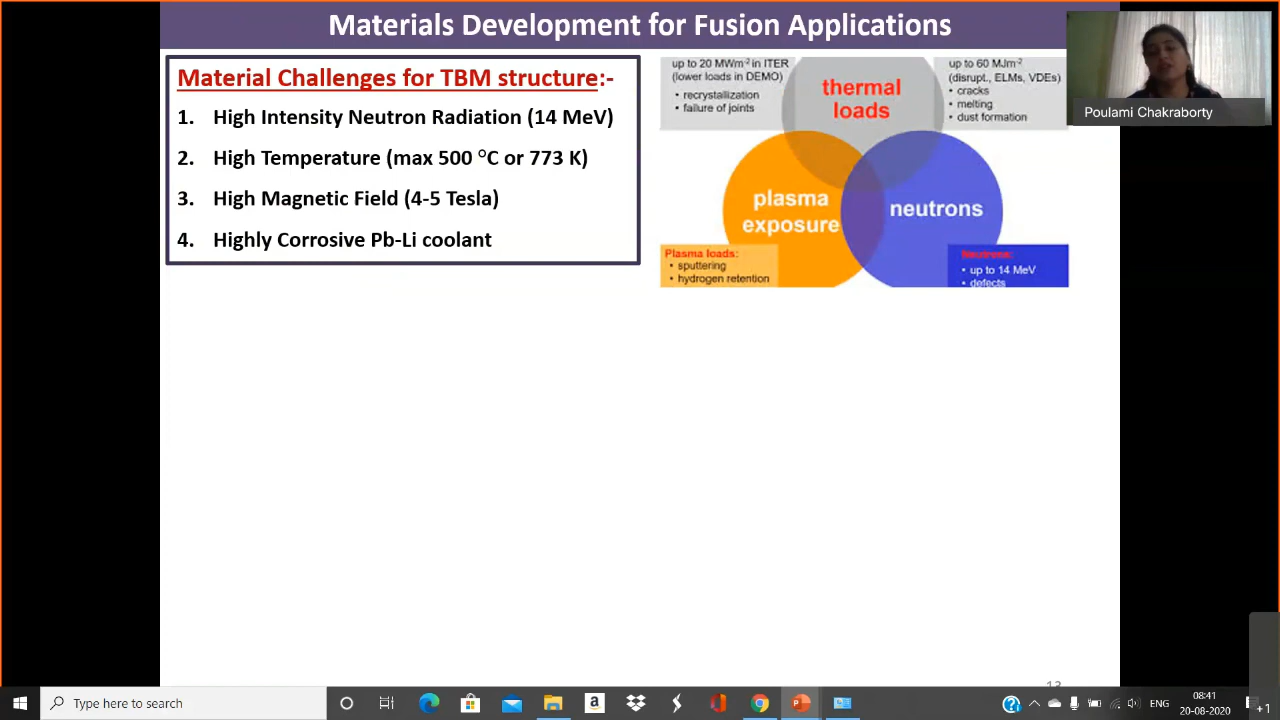 Materials Development for Fusion Applications
Material Challenges for TBM structure:-
1. High Intensity Neutron Radiation (14 MeV)
2. High Temperature (max 500 °C or 773 K)
3. High Magnetic Field (4-5 Tesla)
4. Highly Corrosive Pb-Li coolant
up to 20 MWm⁻² in ITER
(lower loads in DEMO)
• recrystallization
• failure of joints
thermal
loads
up to 60 MJm⁻²
(disrupt., ELMs, VDEs)
• cracks
• melting
• dust formation
plasma
exposure
neutrons
Plasma loads:
• sputtering
• hydrogen retention
Neutrons:
• up to 14 MeV
• defects
Poulami Chakraborty
13
Type here to search
ENG
08:41
20-08-2020
+1